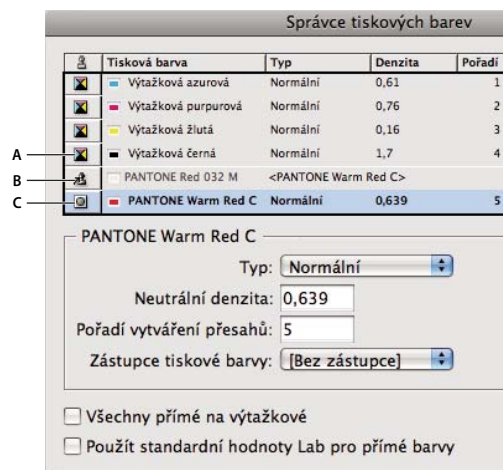 Správce tiskových barev
Tisková barva Typ Denzita Pořadí
Výtažková azurová Normální 0,61 1
Výtažková purpurová Normální 0,76 2
Výtažková žlutá Normální 0,16 3
A Výtažková černá Normální 1,7 4
B PANTONE Red 032 M <PANTONE Warm Red C>
C PANTONE Warm Red C Normální 0,639 5
PANTONE Warm Red C
Typ: Normální
Neutrální denzita: 0,639
Pořadí vytváření přesahů: 5
Zástupce tiskové barvy: [Bez zástupce]
Všechny přímé na výtažkové
Použít standardní hodnoty Lab pro přímé barvy